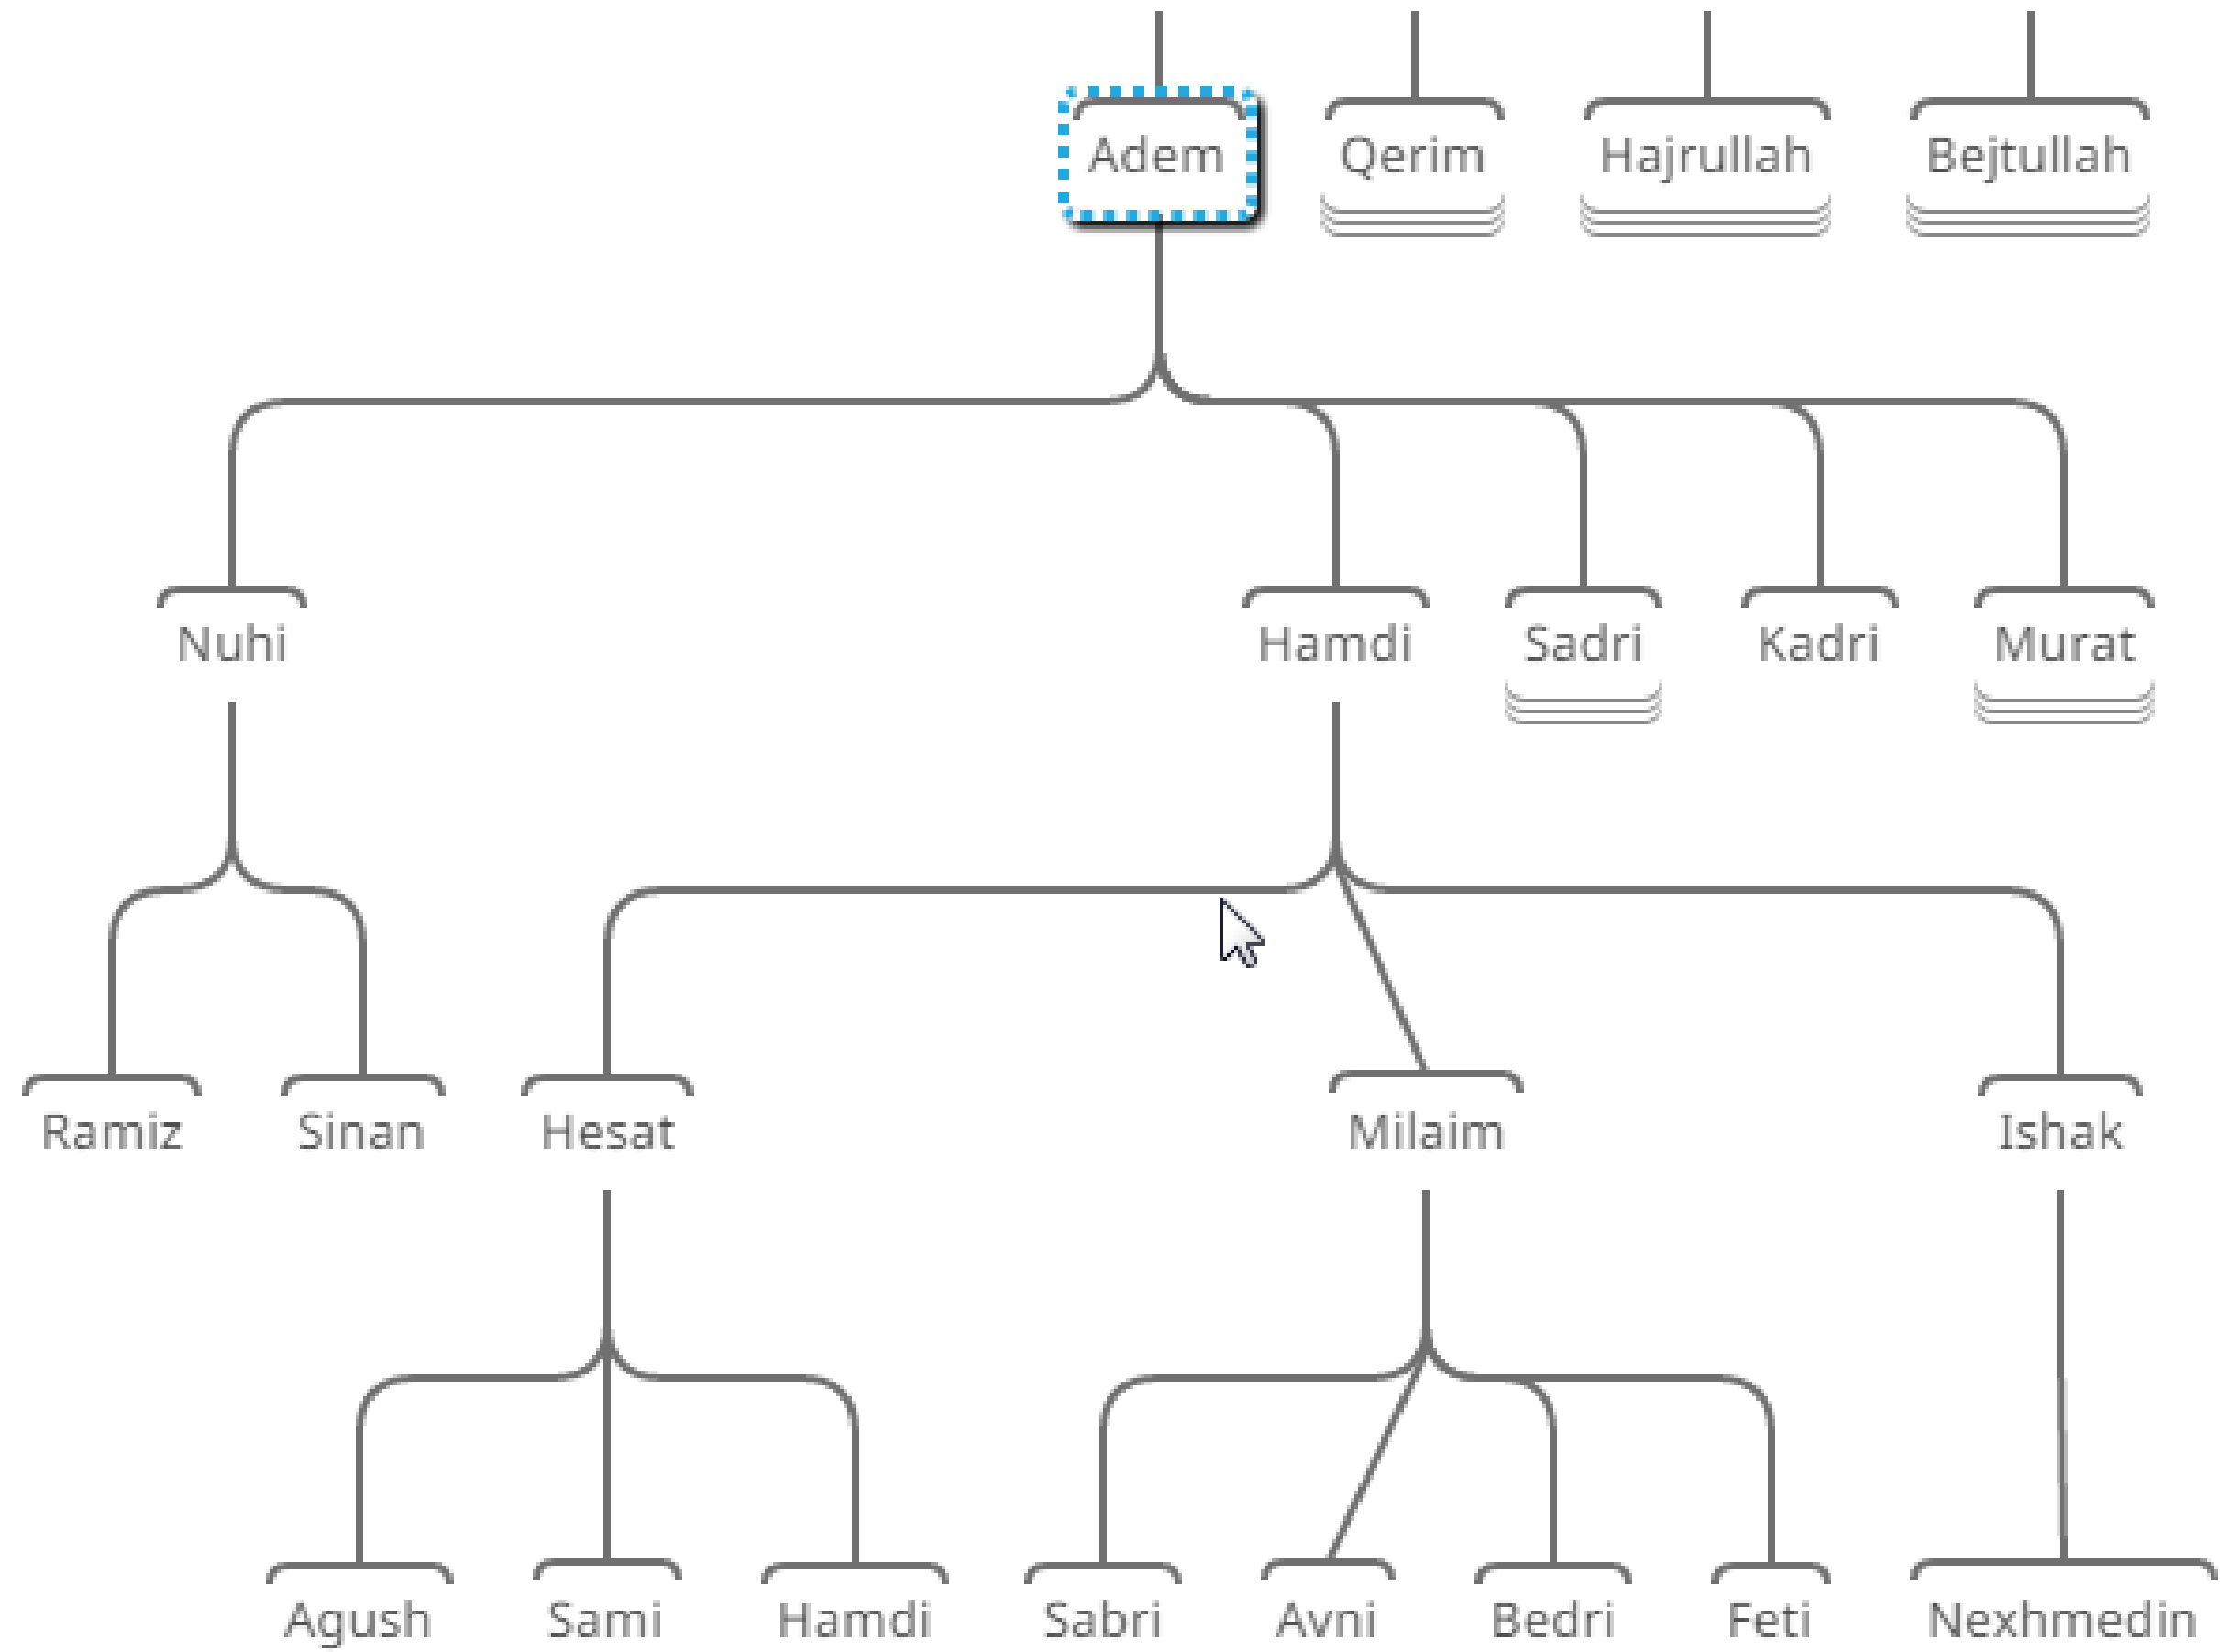 Adem Qerim Hajrullah Bejtullah
Nuhi Hamdi Sadri Kadri Murat
Ramiz Sinan Hesat Milaim Ishak
Agush Sami Hamdi Sabri Avni Bedri Feti Nexhmedin